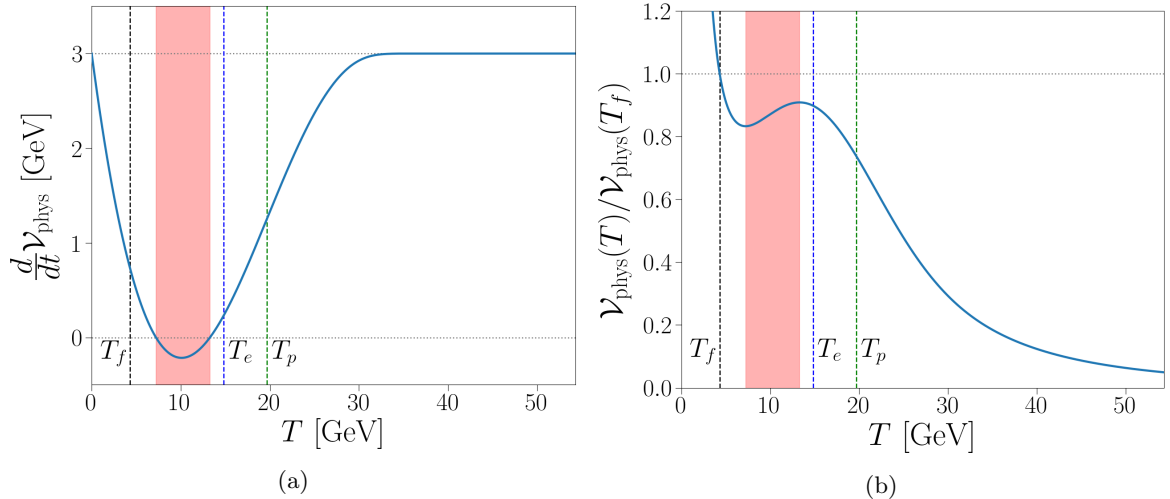 3
2
1
0
d/dt 𝒱_phys [GeV]
T_f
T_e
T_p
0 10 20 30 40 50
T [GeV]
(a)
1.2
1.0
0.8
0.6
0.4
0.2
0.0
𝒱_phys(T)/𝒱_phys(T_f)
T_f
T_e
T_p
0 10 20 30 40 50
T [GeV]
(b)